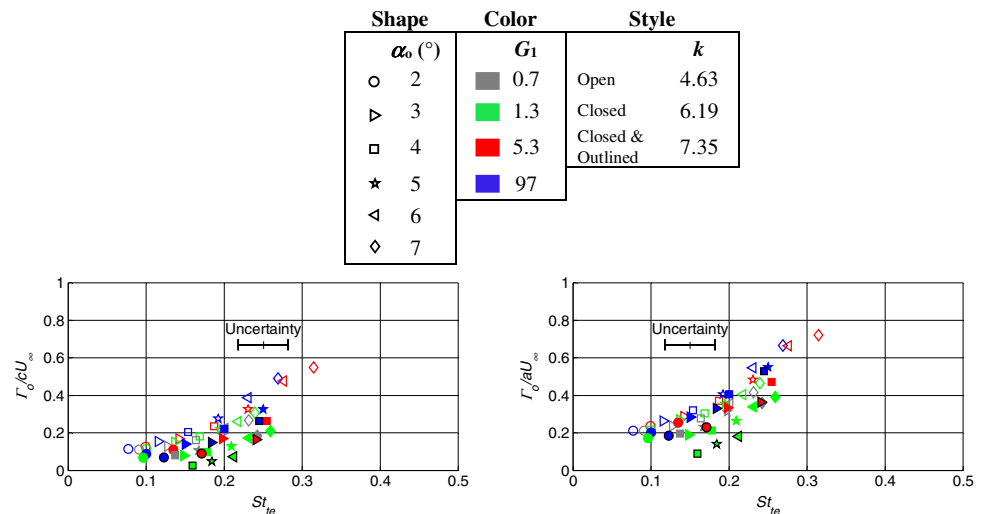 Shape Color Style
αo (°) G1 k
2 0.7 Open 4.63
3 1.3 Closed 6.19
4 5.3 Closed & Outlined 7.35
5 97
6
7
1
0.8
0.6
0.4
0.2
0
Γo/cU∞
Uncertainty
0 0.1 0.2 0.3 0.4 0.5
Stte
1
0.8
0.6
0.4
0.2
0
Γo/aU∞
Uncertainty
0 0.1 0.2 0.3 0.4 0.5
Stte